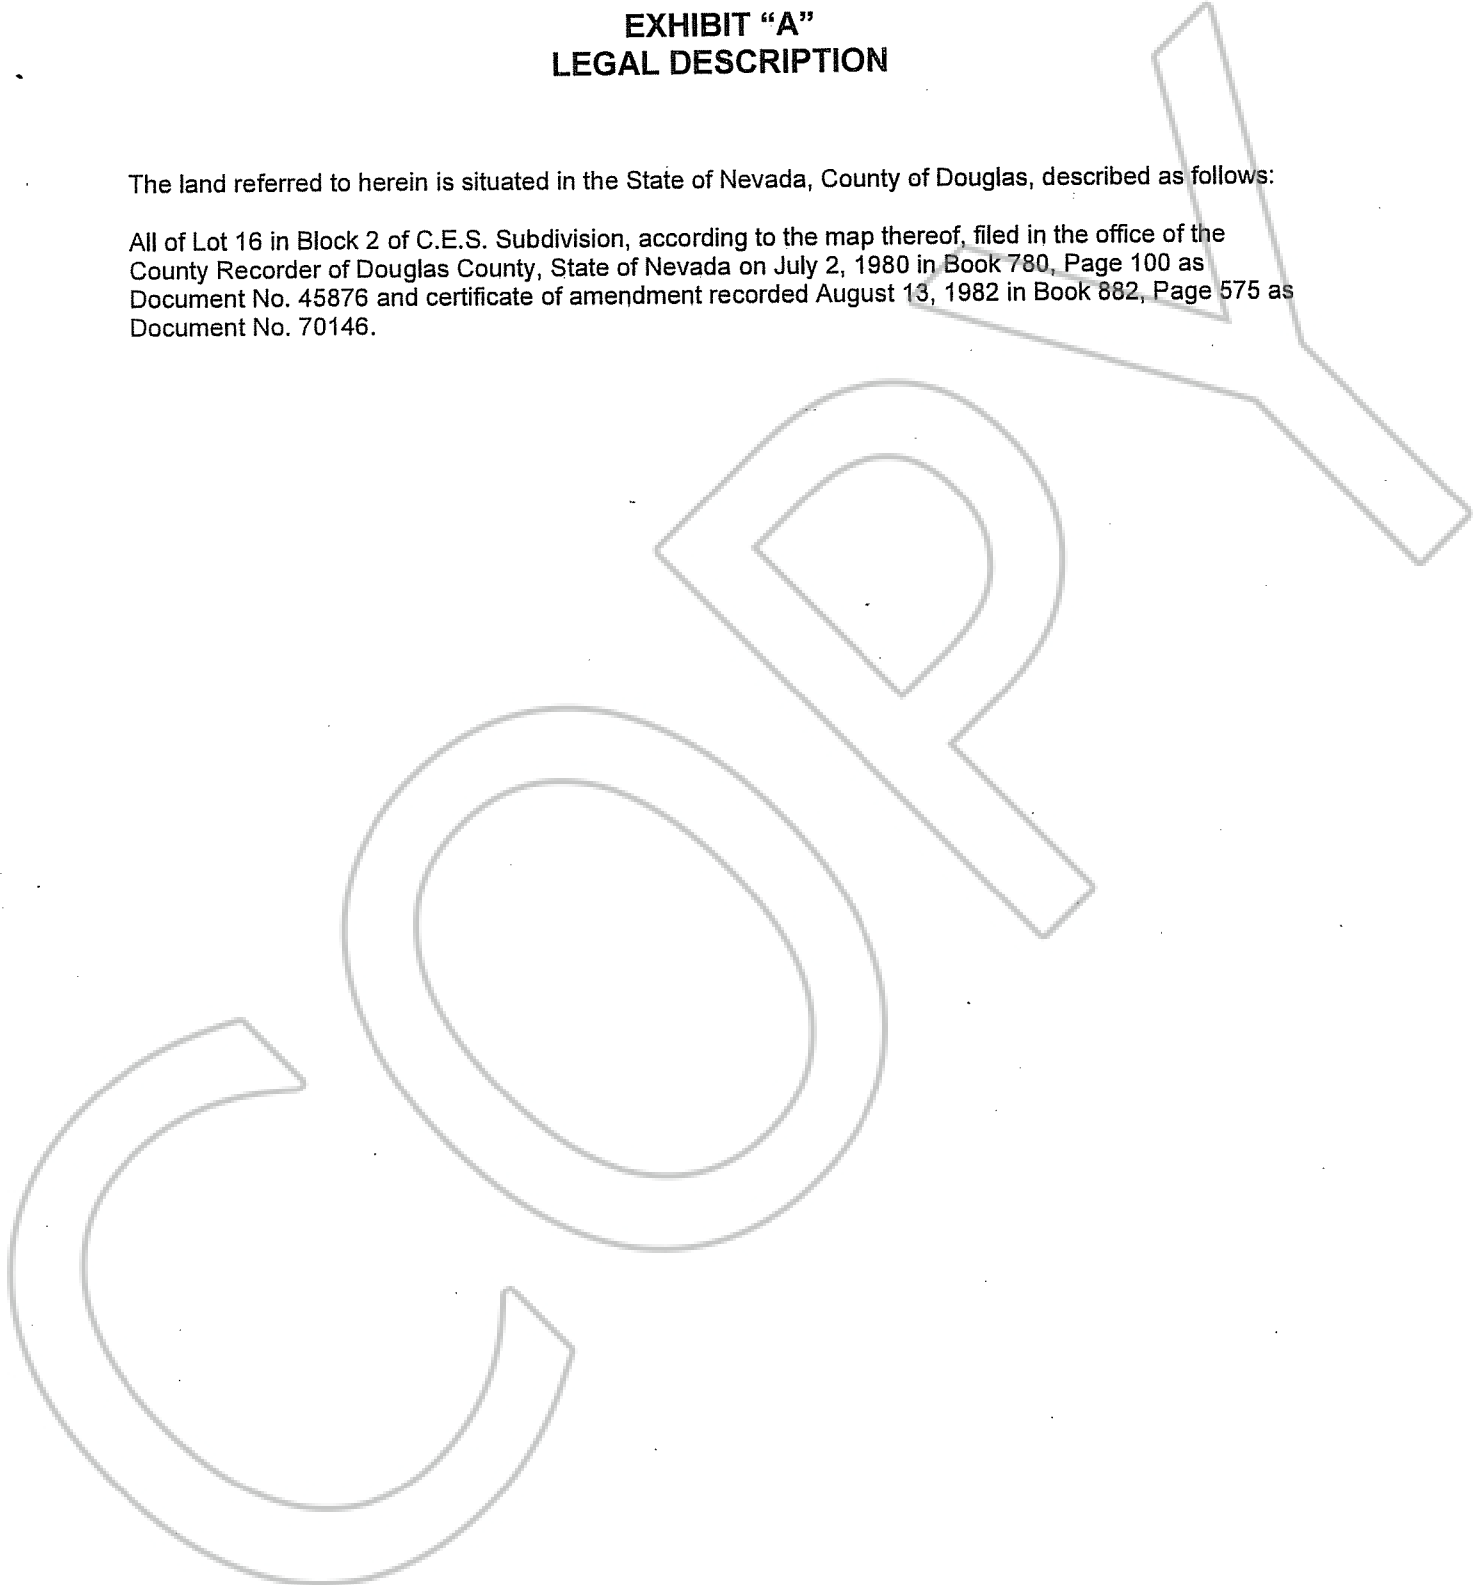 EXHIBIT “A”
LEGAL DESCRIPTION
The land referred to herein is situated in the State of Nevada, County of Douglas, described as follows:
All of Lot 16 in Block 2 of C.E.S. Subdivision, according to the map thereof, filed in the office of the
County Recorder of Douglas County, State of Nevada on July 2, 1980 in Book 780, Page 100 as
Document No. 45876 and certificate of amendment recorded August 13, 1982 in Book 882, Page 575 as
Document No. 70146.
COPY